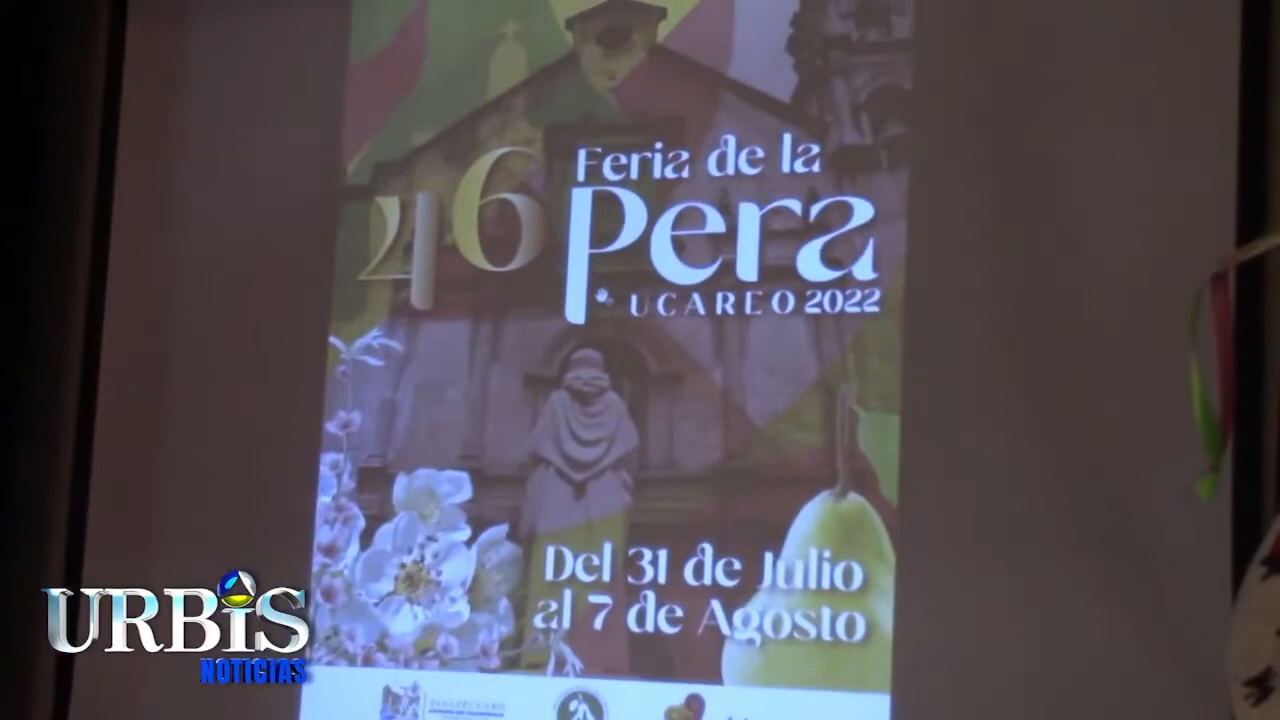 46
Feria de la
Pera
UCAREO 2022
Del 31 de Julio
al 7 de Agosto
URBIS
NOTICIAS